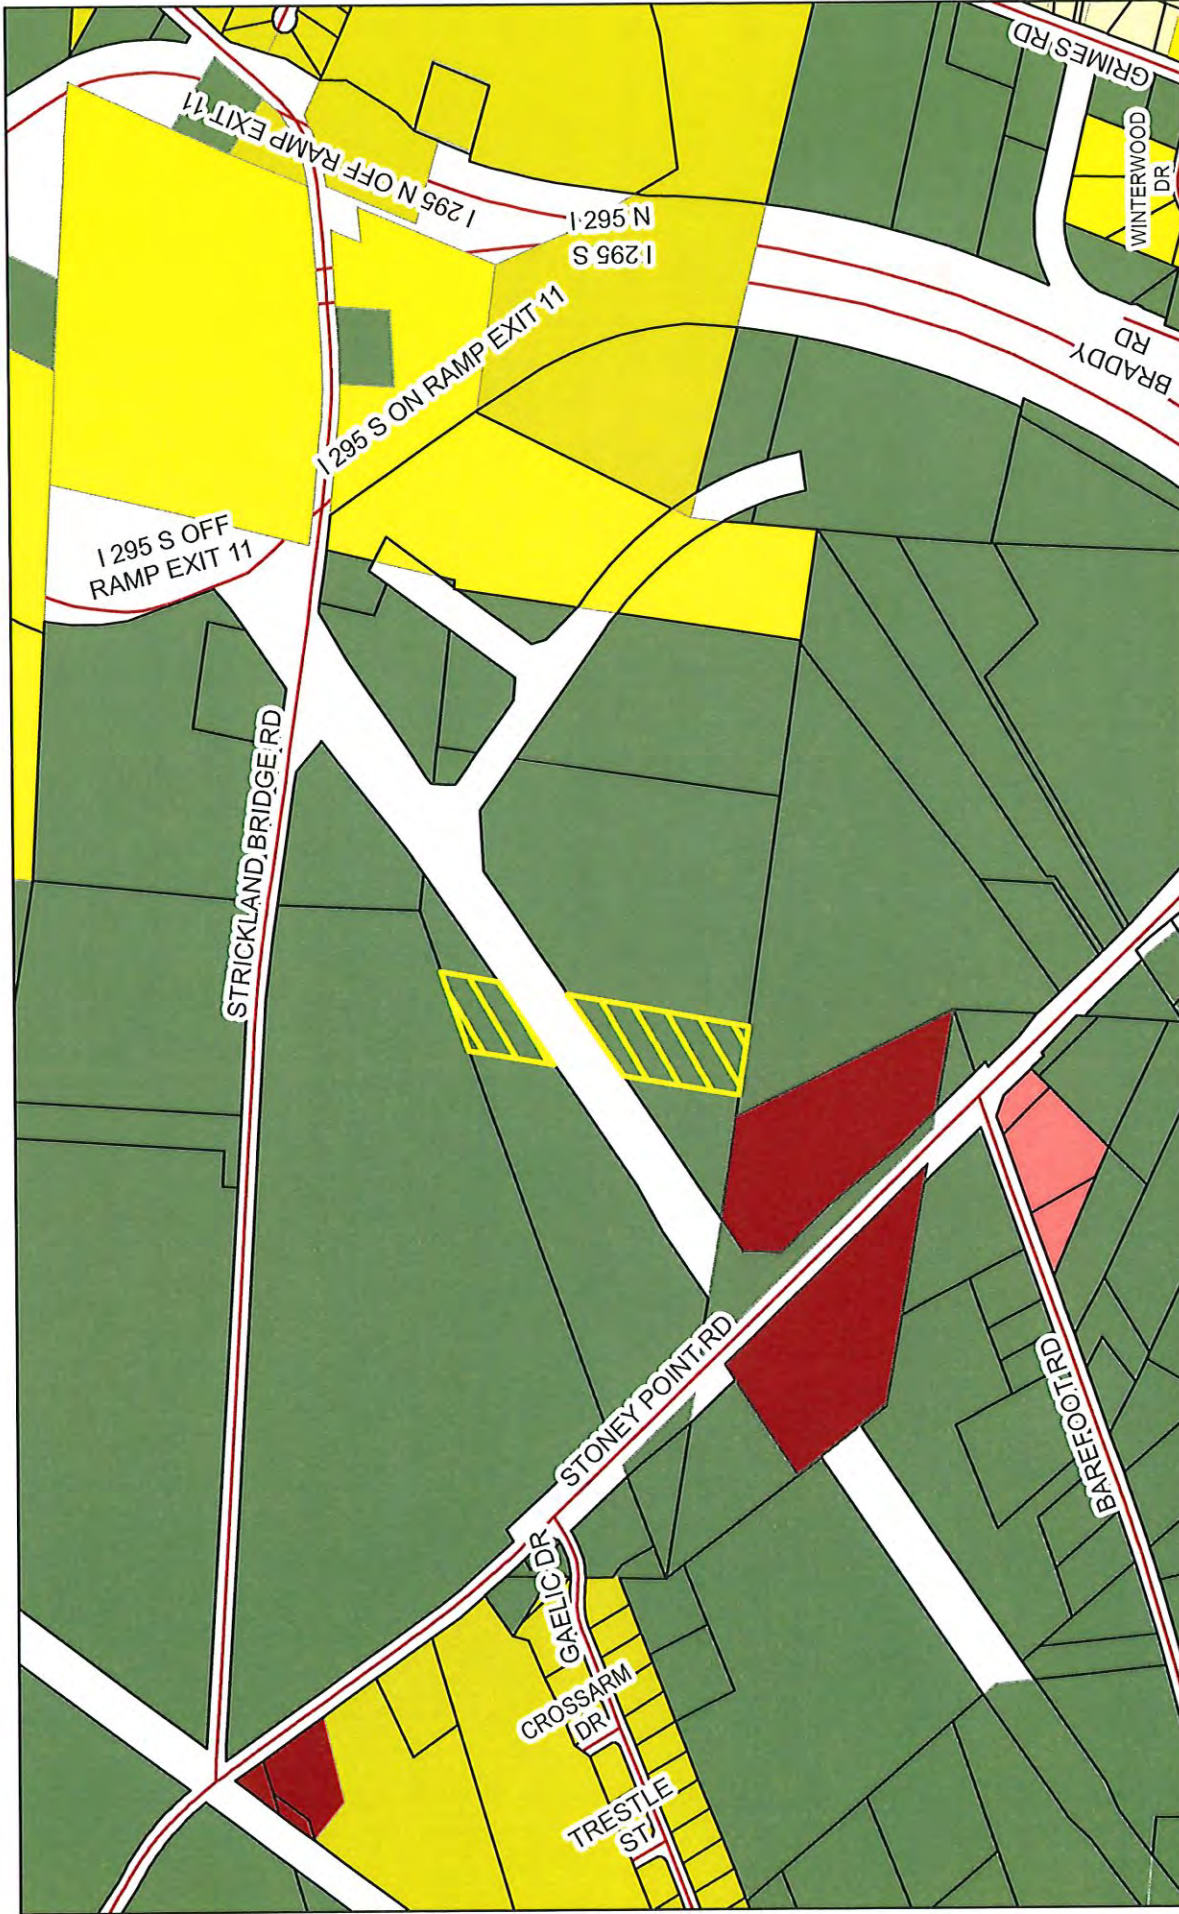 GRIMES RD
I 295 N OFF RAMP EXIT 11
WINTERWOOD
DR
I 295 N
I 295 S
BRADDY
RD
I 295 S ON RAMP EXIT 11
I 295 S OFF
RAMP EXIT 11
STRICKLAND BRIDGE RD
STONEY POINT RD
BAREFOOT RD
GAELIC DR
CROSSARM
DR
TRESTLE
ST